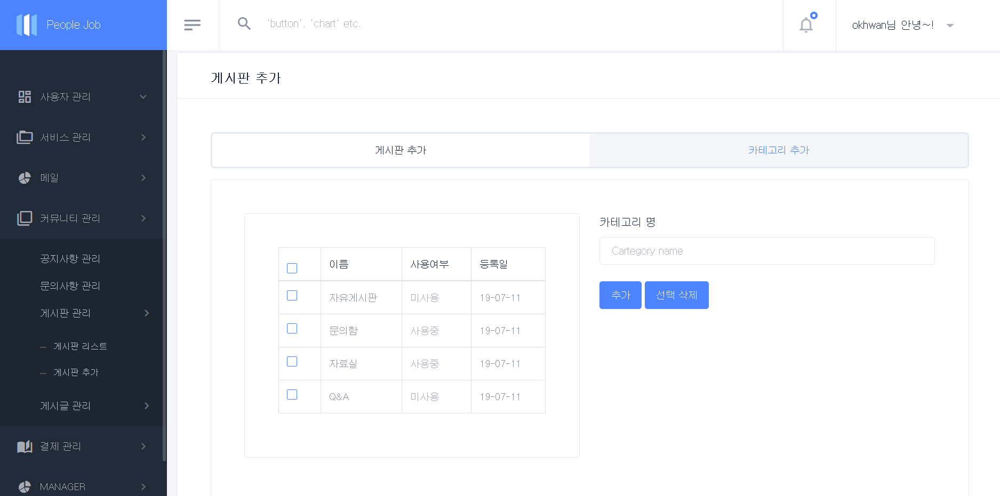 People Job
'button', 'chart' etc.
okhwan님 안녕~!
사용자 관리
서비스 관리
메일
커뮤니티 관리
공지사항 관리
문의사항 관리
게시판 관리
게시판 리스트
게시판 추가
게시글 관리
결제 관리
MANAGER
게시판 추가
게시판 추가 카테고리 추가
이름 사용여부 등록일
자유게시판 미사용 19-07-11
문의함 사용중 19-07-11
자료실 사용중 19-07-11
Q&A 미사용 19-07-11
카테고리 명
Cartegory name
추가 선택 삭제